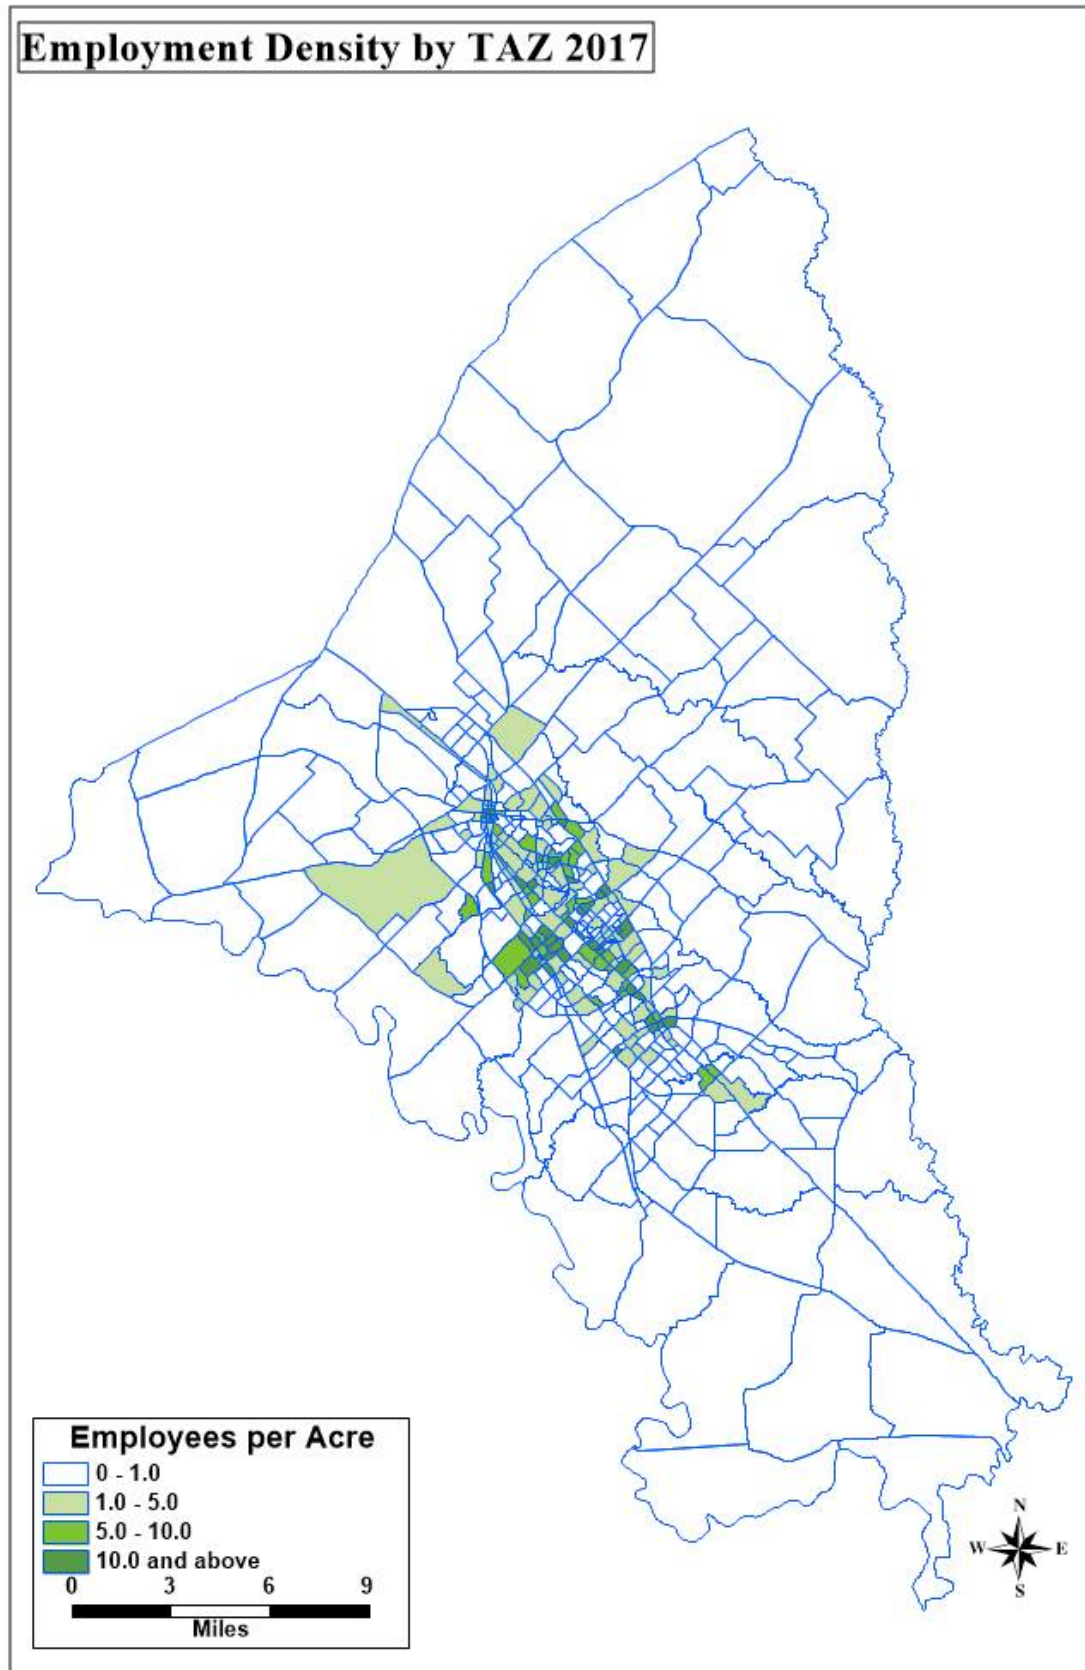 Employment Density by TAZ 2017
Employees per Acre
0 - 1.0
1.0 - 5.0
5.0 - 10.0
10.0 and above
0 3 6 9
Miles
N
W E
S